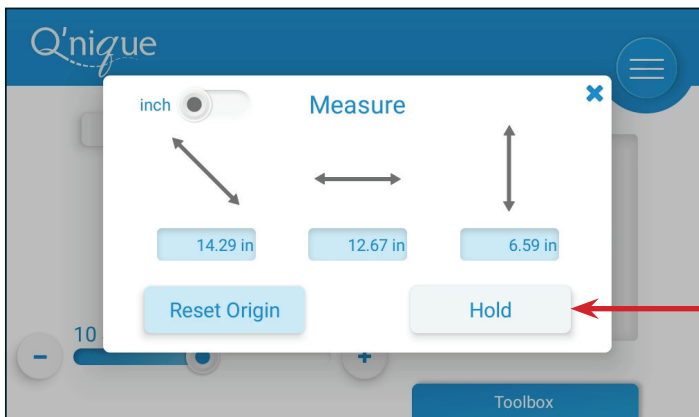 Q'nique
inch
Measure
14.29 in
12.67 in
6.59 in
Reset Origin
Hold
10
Toolbox